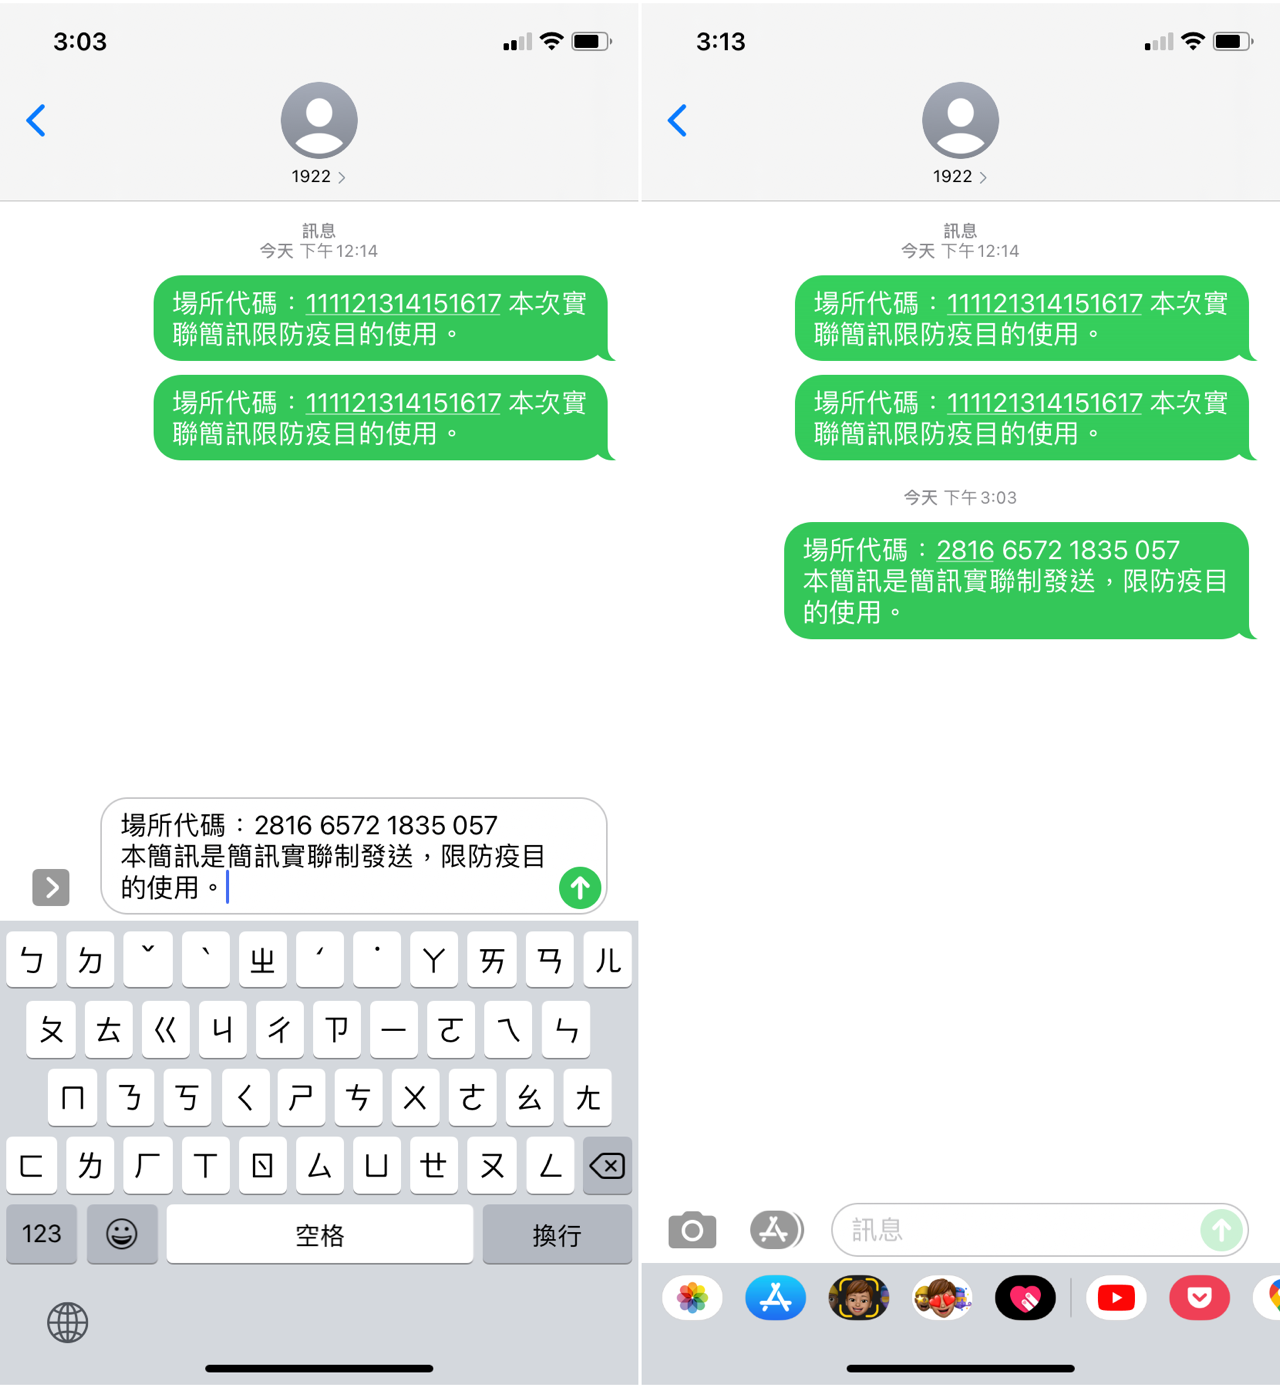 3:03
1922
訊息
今天 下午12:14
場所代碼：111121314151617 本次實
聯簡訊限防疫目的使用。
場所代碼：111121314151617 本次實
聯簡訊限防疫目的使用。
場所代碼：2816 6572 1835 057
本簡訊是簡訊實聯制發送，限防疫目
的使用。
ㄅ ㄉ ˇ ˋ ㄓ ˊ ˙ ㄚ ㄞ ㄢ ㄦ
ㄆ ㄊ ㄍ ㄐ ㄔ ㄗ ㄧ ㄛ ㄟ ㄣ
ㄇ ㄋ ㄎ ㄑ ㄕ ㄘ ㄨ ㄜ ㄠ ㄤ
ㄈ ㄌ ㄏ ㄒ ㄖ ㄙ ㄩ ㄝ ㄡ ㄥ
123 空格 換行
3:13
1922
訊息
今天 下午12:14
場所代碼：111121314151617 本次實
聯簡訊限防疫目的使用。
場所代碼：111121314151617 本次實
聯簡訊限防疫目的使用。
今天 下午3:03
場所代碼：2816 6572 1835 057
本簡訊是簡訊實聯制發送，限防疫目
的使用。
訊息